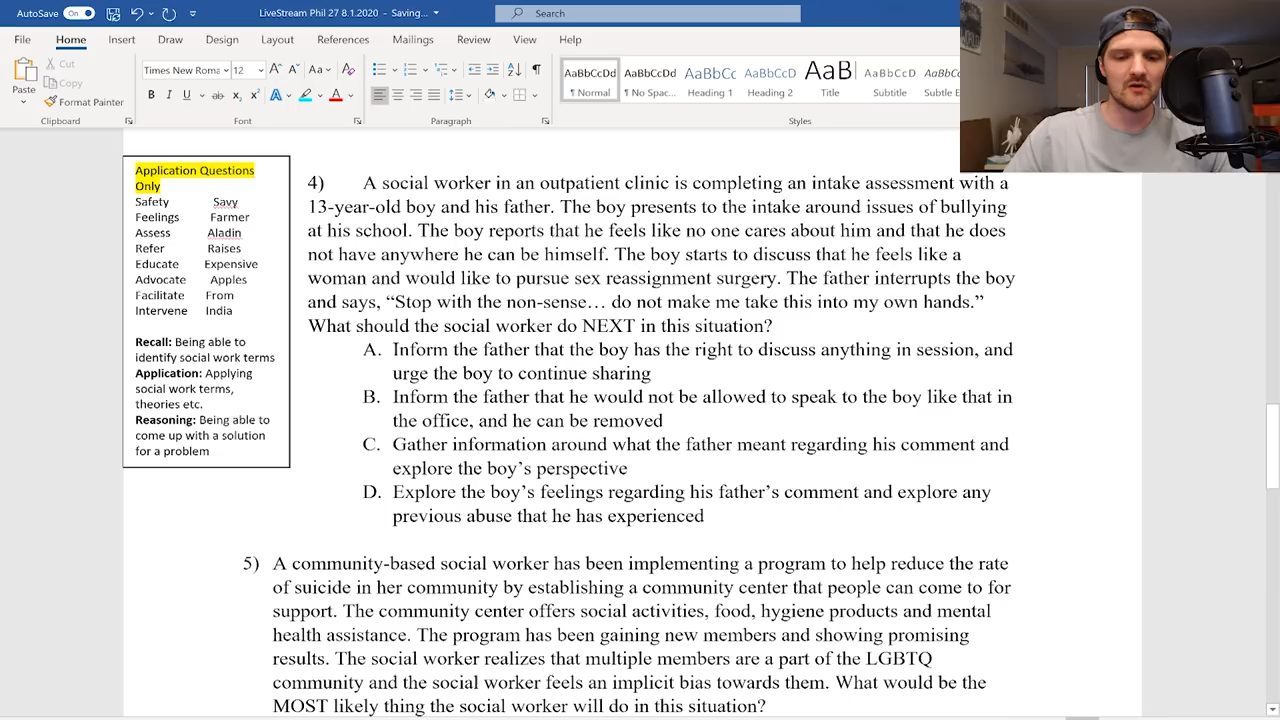 AutoSave On LiveStream Phil 27 8.1.2020 - Saving... Search
File Home Insert Draw Design Layout References Mailings Review View Help
Paste Cut Copy Format Painter
Times New Roma 12 Aa
B I U ab x₂ x² A A
AaBbCcDd AaBbCcDd AaBbCc AaBbCcD AaB AaBbCcD AaBbCcD
Normal No Spac... Heading 1 Heading 2 Title Subtitle Subtle E
Clipboard Font Paragraph Styles
Application Questions
Only
Safety Savy
Feelings Farmer
Assess Aladin
Refer Raises
Educate Expensive
Advocate Apples
Facilitate From
Intervene India
Recall: Being able to
identify social work terms
Application: Applying
social work terms,
theories etc.
Reasoning: Being able to
come up with a solution
for a problem
4) A social worker in an outpatient clinic is completing an intake assessment with a
13-year-old boy and his father. The boy presents to the intake around issues of bullying
at his school. The boy reports that he feels like no one cares about him and that he does
not have anywhere he can be himself. The boy starts to discuss that he feels like a
woman and would like to pursue sex reassignment surgery. The father interrupts the boy
and says, “Stop with the non-sense… do not make me take this into my own hands.”
What should the social worker do NEXT in this situation?
A. Inform the father that the boy has the right to discuss anything in session, and
urge the boy to continue sharing
B. Inform the father that he would not be allowed to speak to the boy like that in
the office, and he can be removed
C. Gather information around what the father meant regarding his comment and
explore the boy’s perspective
D. Explore the boy’s feelings regarding his father’s comment and explore any
previous abuse that he has experienced
5) A community-based social worker has been implementing a program to help reduce the rate
of suicide in her community by establishing a community center that people can come to for
support. The community center offers social activities, food, hygiene products and mental
health assistance. The program has been gaining new members and showing promising
results. The social worker realizes that multiple members are a part of the LGBTQ
community and the social worker feels an implicit bias towards them. What would be the
MOST likely thing the social worker will do in this situation?